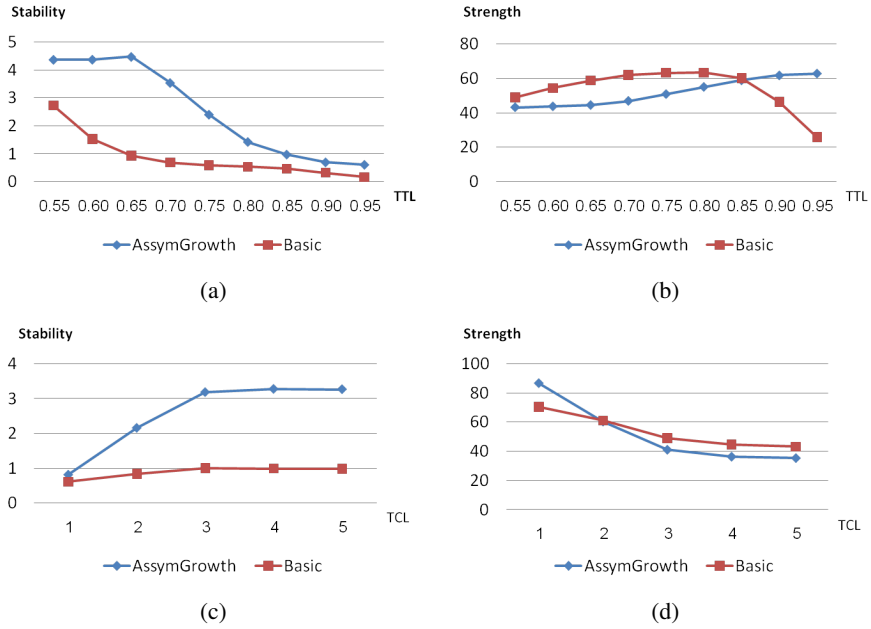 Stability
5
4
3
2
1
0
0.55 0.60 0.65 0.70 0.75 0.80 0.85 0.90 0.95
TTL
AssymGrowth Basic
(a)
Strength
80
60
40
20
0
0.55 0.60 0.65 0.70 0.75 0.80 0.85 0.90 0.95
TTL
AssymGrowth Basic
(b)
Stability
4
3
2
1
0
1 2 3 4 5
TCL
AssymGrowth Basic
(c)
Strength
100
80
60
40
20
0
1 2 3 4 5
TCL
AssymGrowth Basic
(d)